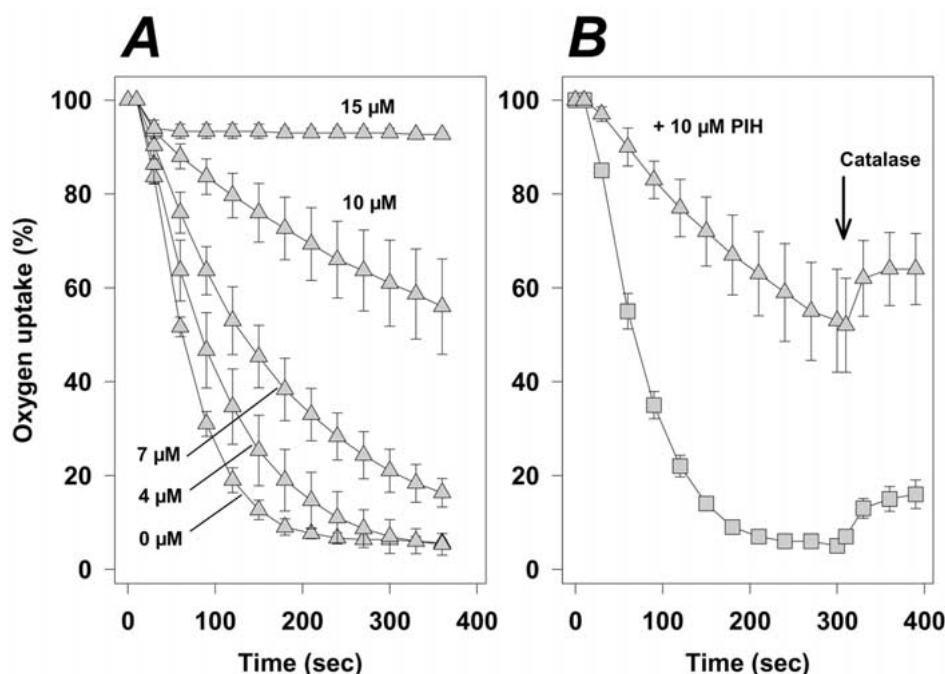 A
B
Oxygen uptake (%)
100
80
60
40
20
0
15 µM
10 µM
7 µM
4 µM
0 µM
0 100 200 300 400
Time (sec)
100
80
60
40
20
0
+ 10 µM PIH
Catalase
0 100 200 300 400
Time (sec)